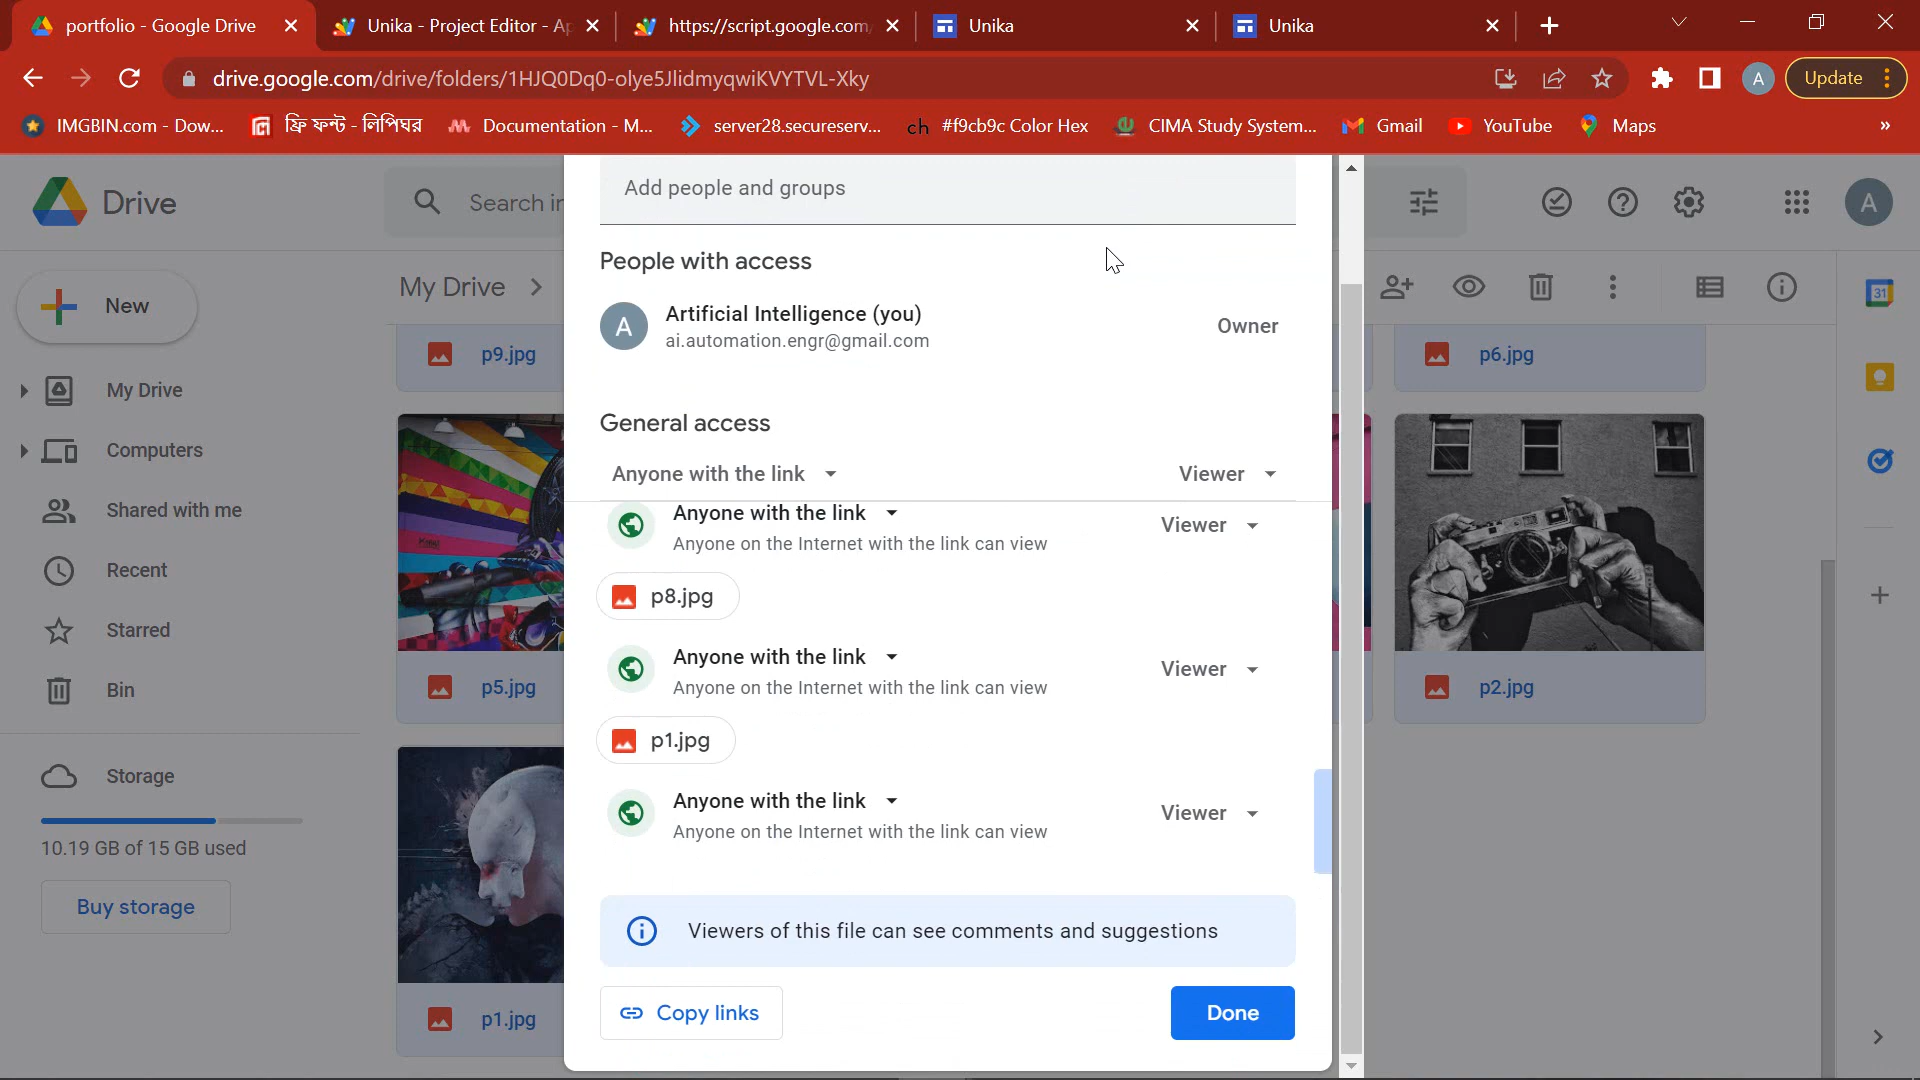 portfolio - Google Drive
Unika - Project Editor - Ap
https://script.google.com/
Unika
Unika
drive.google.com/drive/folders/1HJQ0Dq0-olye5JlidmyqwiKVYTVL-Xky
A
Update
IMGBIN.com - Dow...
ফ্রি ফন্ট - লিপিঘর
Documentation - M...
server28.secureserv...
ch
#f9cb9c Color Hex
CIMA Study System...
Gmail
YouTube
Maps
»
Drive
Search in
A
New
My Drive
Computers
Shared with me
Recent
Starred
Bin
Storage
10.19 GB of 15 GB used
Buy storage
My Drive
p9.jpg
p6.jpg
p5.jpg
p2.jpg
p1.jpg
31
Add people and groups
People with access
A
Artificial Intelligence (you)
ai.automation.engr@gmail.com
Owner
General access
Anyone with the link
Viewer
Anyone with the link
Viewer
Anyone on the Internet with the link can view
p8.jpg
Anyone with the link
Viewer
Anyone on the Internet with the link can view
p1.jpg
Anyone with the link
Viewer
Anyone on the Internet with the link can view
Viewers of this file can see comments and suggestions
Copy links
Done